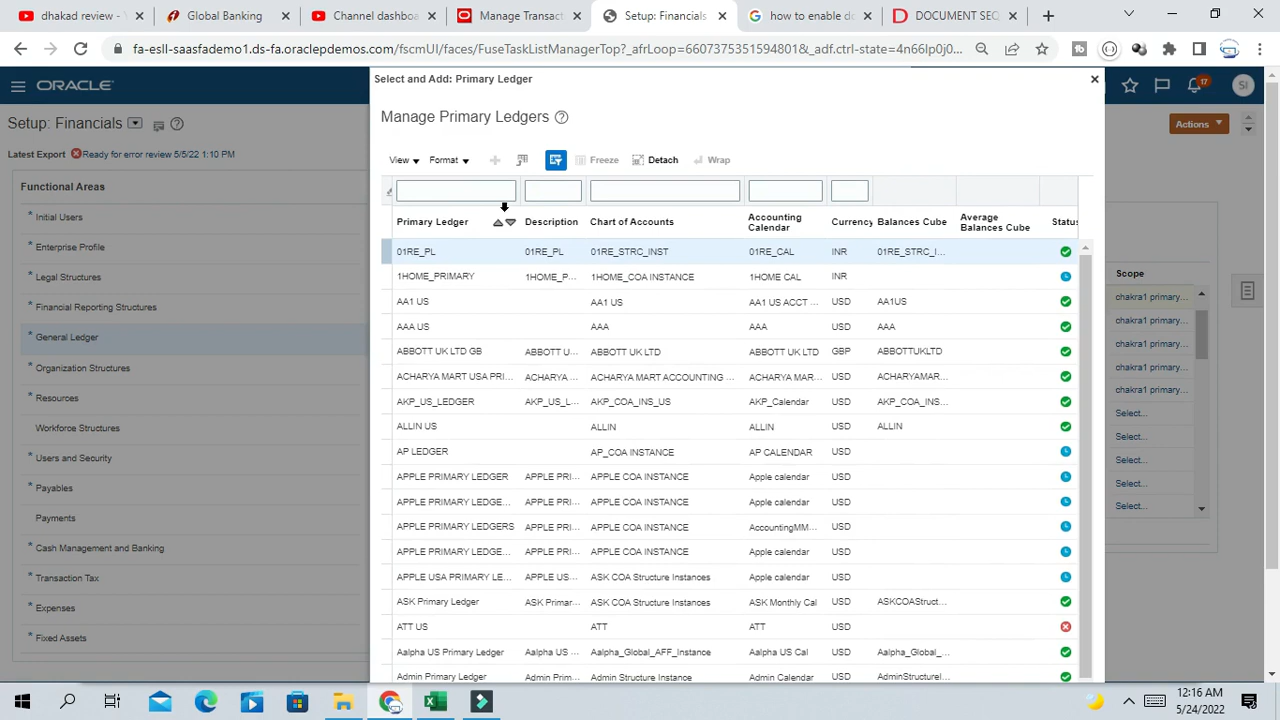 dhakad review - Y
Global Banking
Channel dashboa
Manage Transact
Setup: Financials
how to enable do
DOCUMENT SEQ
fa-esll-saasfademo1.ds-fa.oraclepdemos.com/fscmUI/faces/FuseTaskListManagerTop?_afrLoop=66073753515948​01&_adf.ctrl-state=4n66lp0j0...
ORACLE
17
SI
Setup: Financials
Actions
Latest Export Ready for error review 5/5/22 1:10 PM
Functional Areas
* Initial Users
* Enterprise Profile
* Legal Structures
* Financial Reporting Structures
* General Ledger
* Organization Structures
* Resources
Workforce Structures
* Users and Security
* Payables
Payments
* Cash Management and Banking
* Transaction Tax
* Expenses
* Fixed Assets
Select and Add: Primary Ledger
Manage Primary Ledgers
View Format Freeze Detach Wrap
Primary Ledger Description Chart of Accounts Accounting Calendar Currency Balances Cube Average Balances Cube Status
01RE_PL 01RE_PL 01RE_STRC_INST 01RE_CAL INR 01RE_STRC_I...
1HOME_PRIMARY 1HOME_P... 1HOME_COA INSTANCE 1HOME CAL INR
AA1 US AA1 US AA1 US ACCT ... USD AA1US
AAA US AAA AAA USD AAA
ABBOTT UK LTD GB ABBOTT U... ABBOTT UK LTD ABBOTT UK LTD GBP ABBOTTUKLTD
ACHARYA MART USA PRI... ACHARYA ... ACHARYA MART ACCOUNTING ... ACHARYA MAR... USD ACHARYAMAR...
AKP_US_LEDGER AKP_US_L... AKP_COA_INS_US AKP_Calendar USD AKP_COA_INS...
ALLIN US ALLIN ALLIN USD ALLIN
AP LEDGER AP_COA INSTANCE AP CALENDAR USD
APPLE PRIMARY LEDGER APPLE PRI... APPLE COA INSTANCE Apple calendar USD
APPLE PRIMARY LEDGE... APPLE PRI... APPLE COA INSTANCE Apple calendar USD
APPLE PRIMARY LEDGERS APPLE PRI... APPLE COA INSTANCE AccountingMM... USD
APPLE PRIMARY LEDGE... APPLE PRI... APPLE COA INSTANCE Apple calendar USD
APPLE USA PRIMARY LE... APPLE US... ASK COA Structure Instances Apple calendar USD
ASK Primary Ledger ASK Primar... ASK COA Structure Instances ASK Monthly Cal USD ASKCOAStruct...
ATT US ATT ATT USD
Aalpha US Primary Ledger Aalpha US ... Aalpha_Global_AFF_Instance Aalpha US Cal USD Aalpha_Global_...
Admin Primary Ledger Admin Prim... Admin Structure Instance Admin Calendar USD AdminStructureI...
Scope
chakra1 primary...
chakra1 primary...
chakra1 primary...
chakra1 primary...
chakra1 primary...
Select...
Select...
Select...
Select...
Select...
12:16 AM
5/24/2022